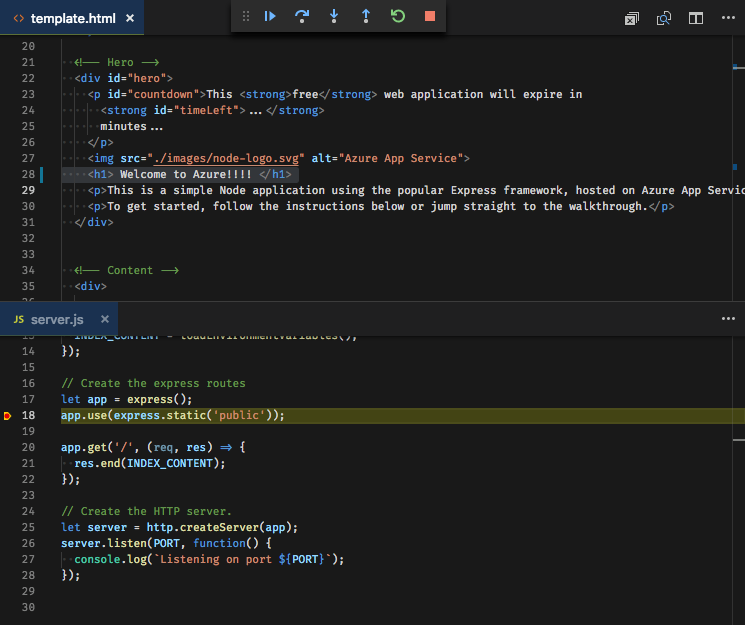 <> template.html ×
20
21 <!-- Hero -->
22 <div id="hero">
23 <p id="countdown">This <strong>free</strong> web application will expire in
24 <strong id="timeLeft">...</strong>
25 minutes...
26 </p>
27 <img src="./images/node-logo.svg" alt="Azure App Service">
28 <h1> Welcome to Azure!!!! </h1>
29 <p>This is a simple Node application using the popular Express framework, hosted on Azure App Servic
30 <p>To get started, follow the instructions below or jump straight to the walkthrough.</p>
31 </div>
32
33
34 <!-- Content -->
35 <div>
JS server.js ×
13 INDEX_CONTENT = loadEnvironmentVariables();
14 });
15
16 // Create the express routes
17 let app = express();
18 app.use(express.static('public'));
19
20 app.get('/', (req, res) => {
21 res.end(INDEX_CONTENT);
22 });
23
24 // Create the HTTP server.
25 let server = http.createServer(app);
26 server.listen(PORT, function() {
27 console.log(`Listening on port ${PORT}`);
28 });
29
30